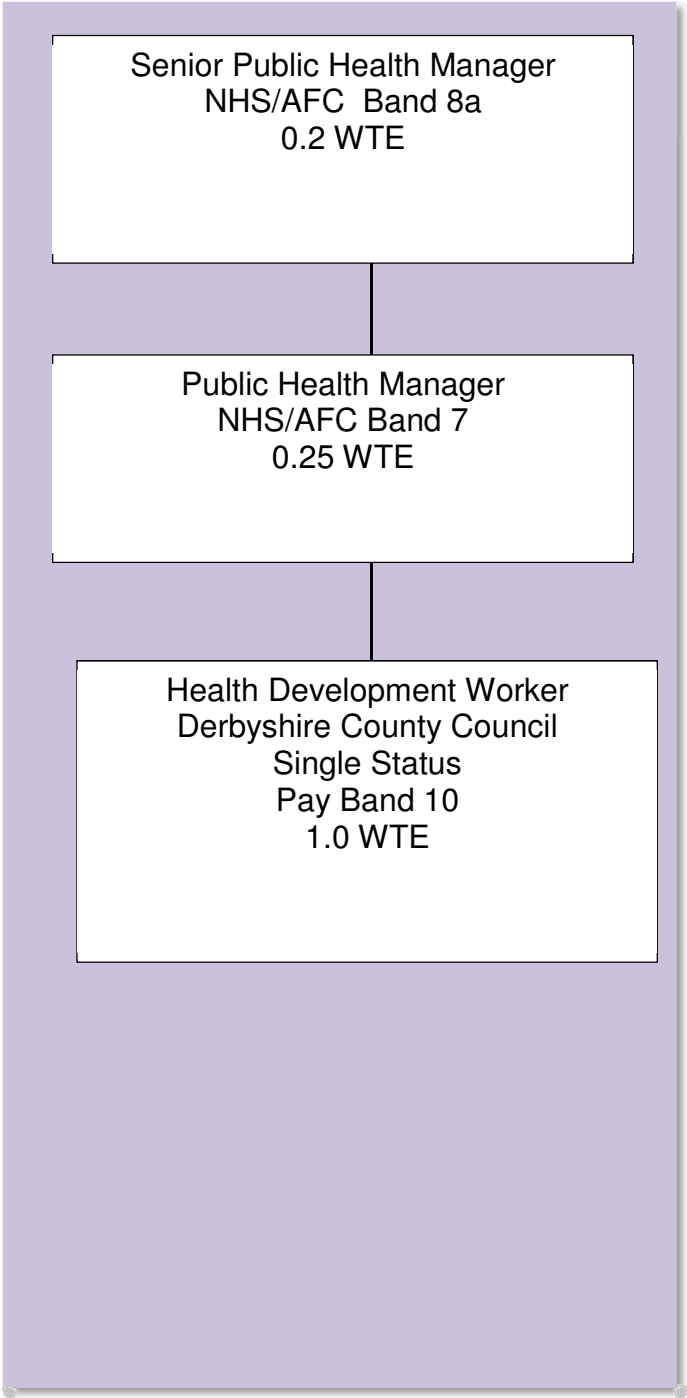 Senior Public Health Manager
NHS/AFC  Band 8a
0.2 WTE
Public Health Manager
NHS/AFC Band 7
0.25 WTE
Health Development Worker
Derbyshire County Council
Single Status
Pay Band 10
1.0 WTE